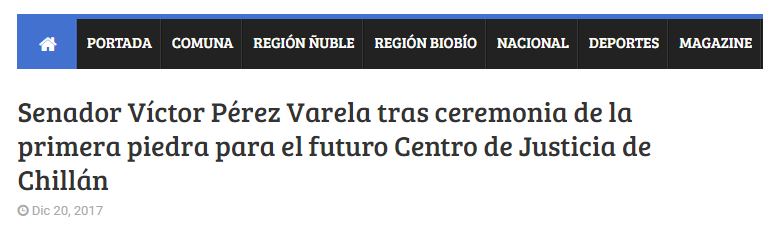 PORTADA COMUNA REGIÓN ÑUBLE REGIÓN BIOBÍO NACIONAL DEPORTES MAGAZINE
Senador Víctor Pérez Varela tras ceremonia de la
primera piedra para el futuro Centro de Justicia de
Chillán
Dic 20, 2017